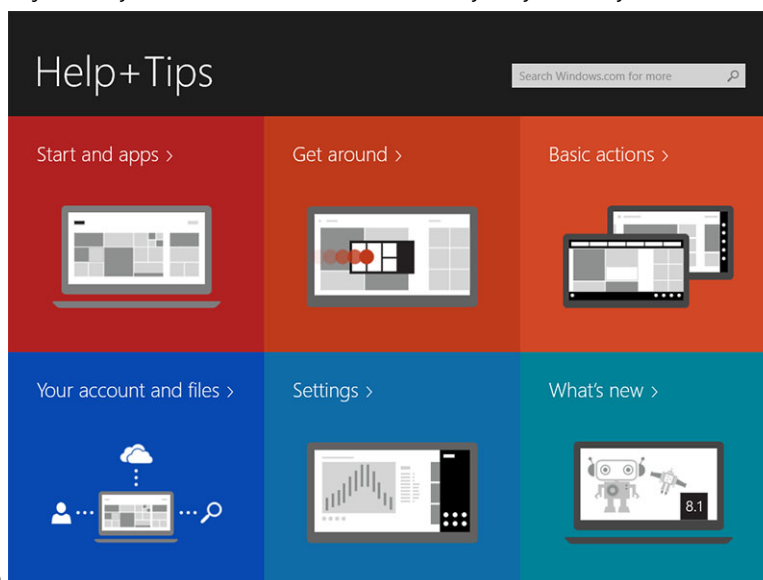 Help+Tips
Search Windows.com for more
Start and apps >
Get around >
Basic actions >
Your account and files >
Settings >
What's new >
8.1